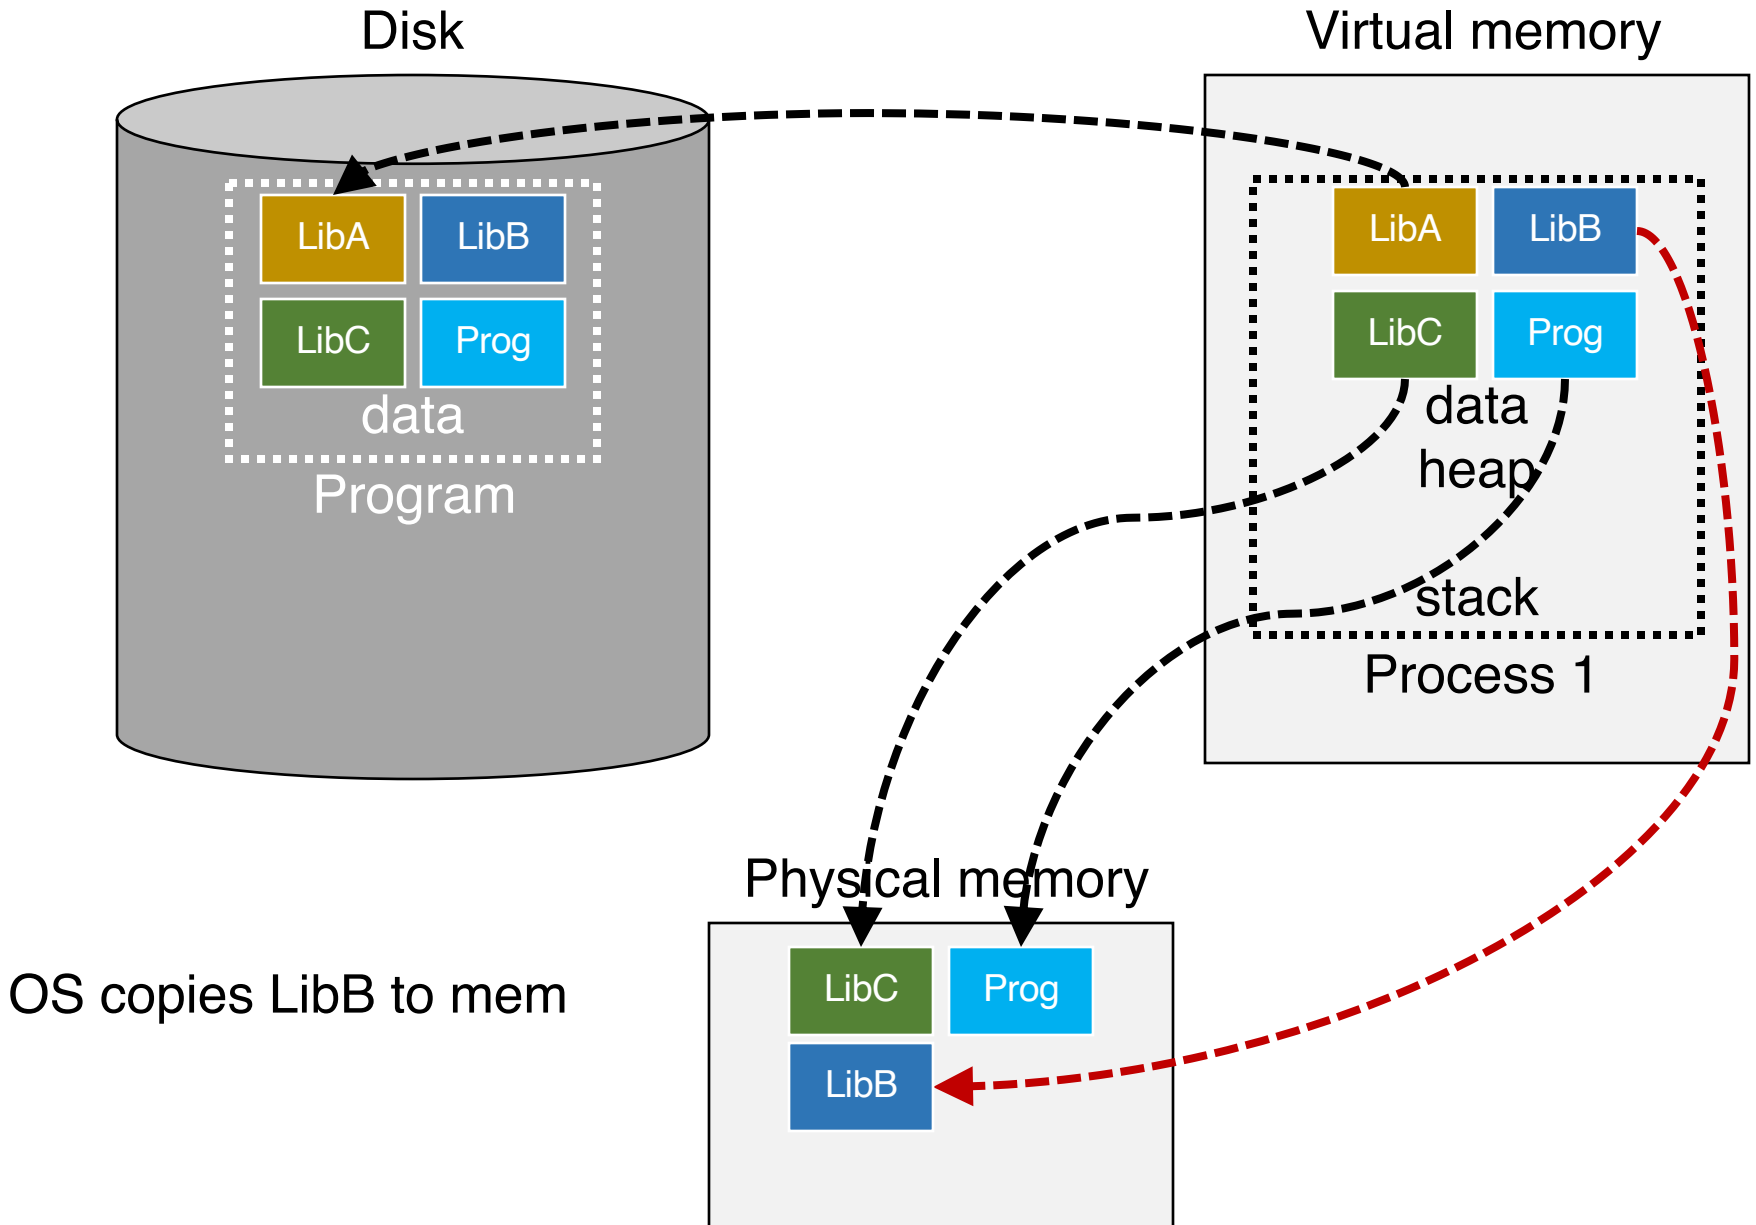 Disk
LibA
LibB
LibC
Prog
data
Program
Virtual memory
LibA
LibB
LibC
Prog
data
heap
stack
Process 1
Physical memory
LibC
Prog
LibB
OS copies LibB to mem